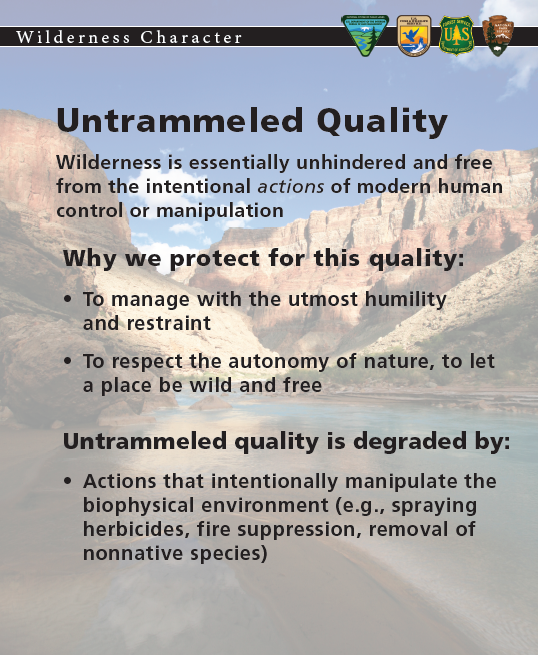 Wilderness Character
Untrammeled Quality
Wilderness is essentially unhindered and free
from the intentional actions of modern human
control or manipulation
Why we protect for this quality:
• To manage with the utmost humility
and restraint
• To respect the autonomy of nature, to let
a place be wild and free
Untrammeled quality is degraded by:
• Actions that intentionally manipulate the
biophysical environment (e.g., spraying
herbicides, fire suppression, removal of
nonnative species)